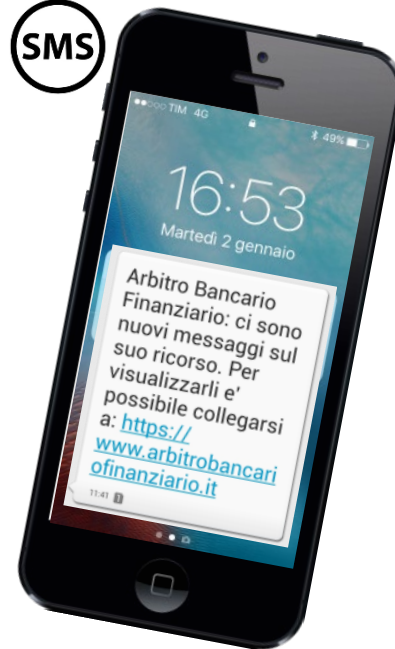 SMS
TIM 4G 49%
16:53
Martedì 2 gennaio
Arbitro Bancario
Finanziario: ci sono
nuovi messaggi sul
suo ricorso. Per
visualizzarli e'
possibile collegarsi
a: https://
www.arbitrobancari
ofinanziario.it
11:41 1